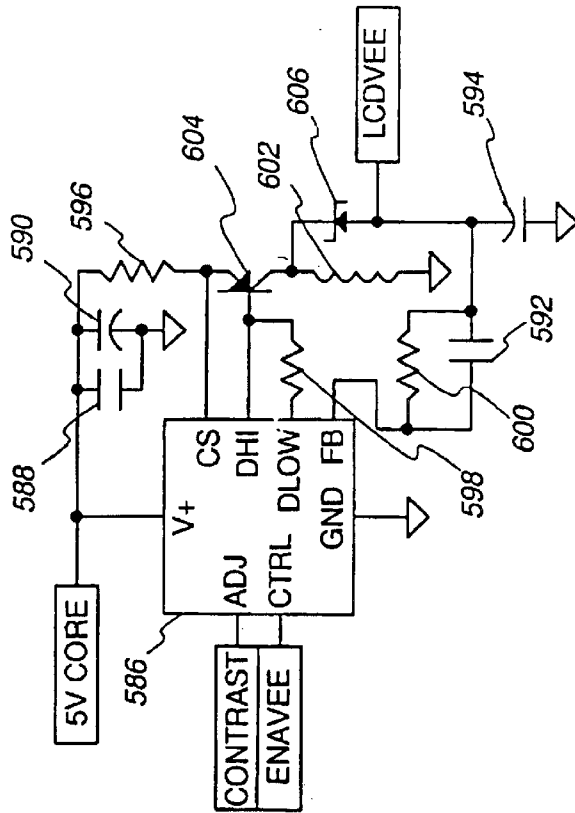 5V CORE
588
590
596
604
606
602
LCDVEE
594
586
V+
CS
DHI
DLOW
FB
GND
ADJ
CTRL
CONTRAST
ENAVEE
598
600
592